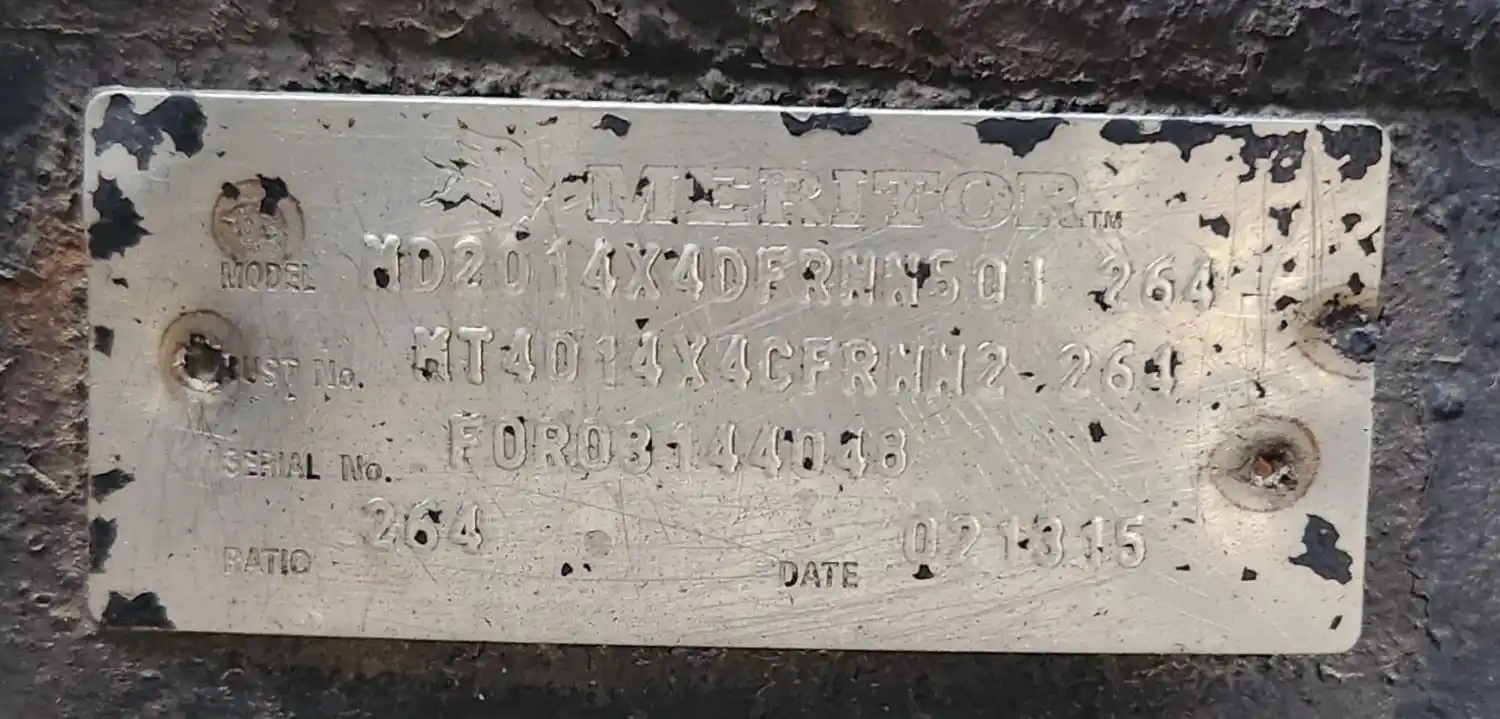 MERITOR™
MODEL MD2014X4DFRNN501 264
CUST No. MT4014X4CFRNN2 264
SERIAL No. FOR03144048
RATIO 264 DATE 021315